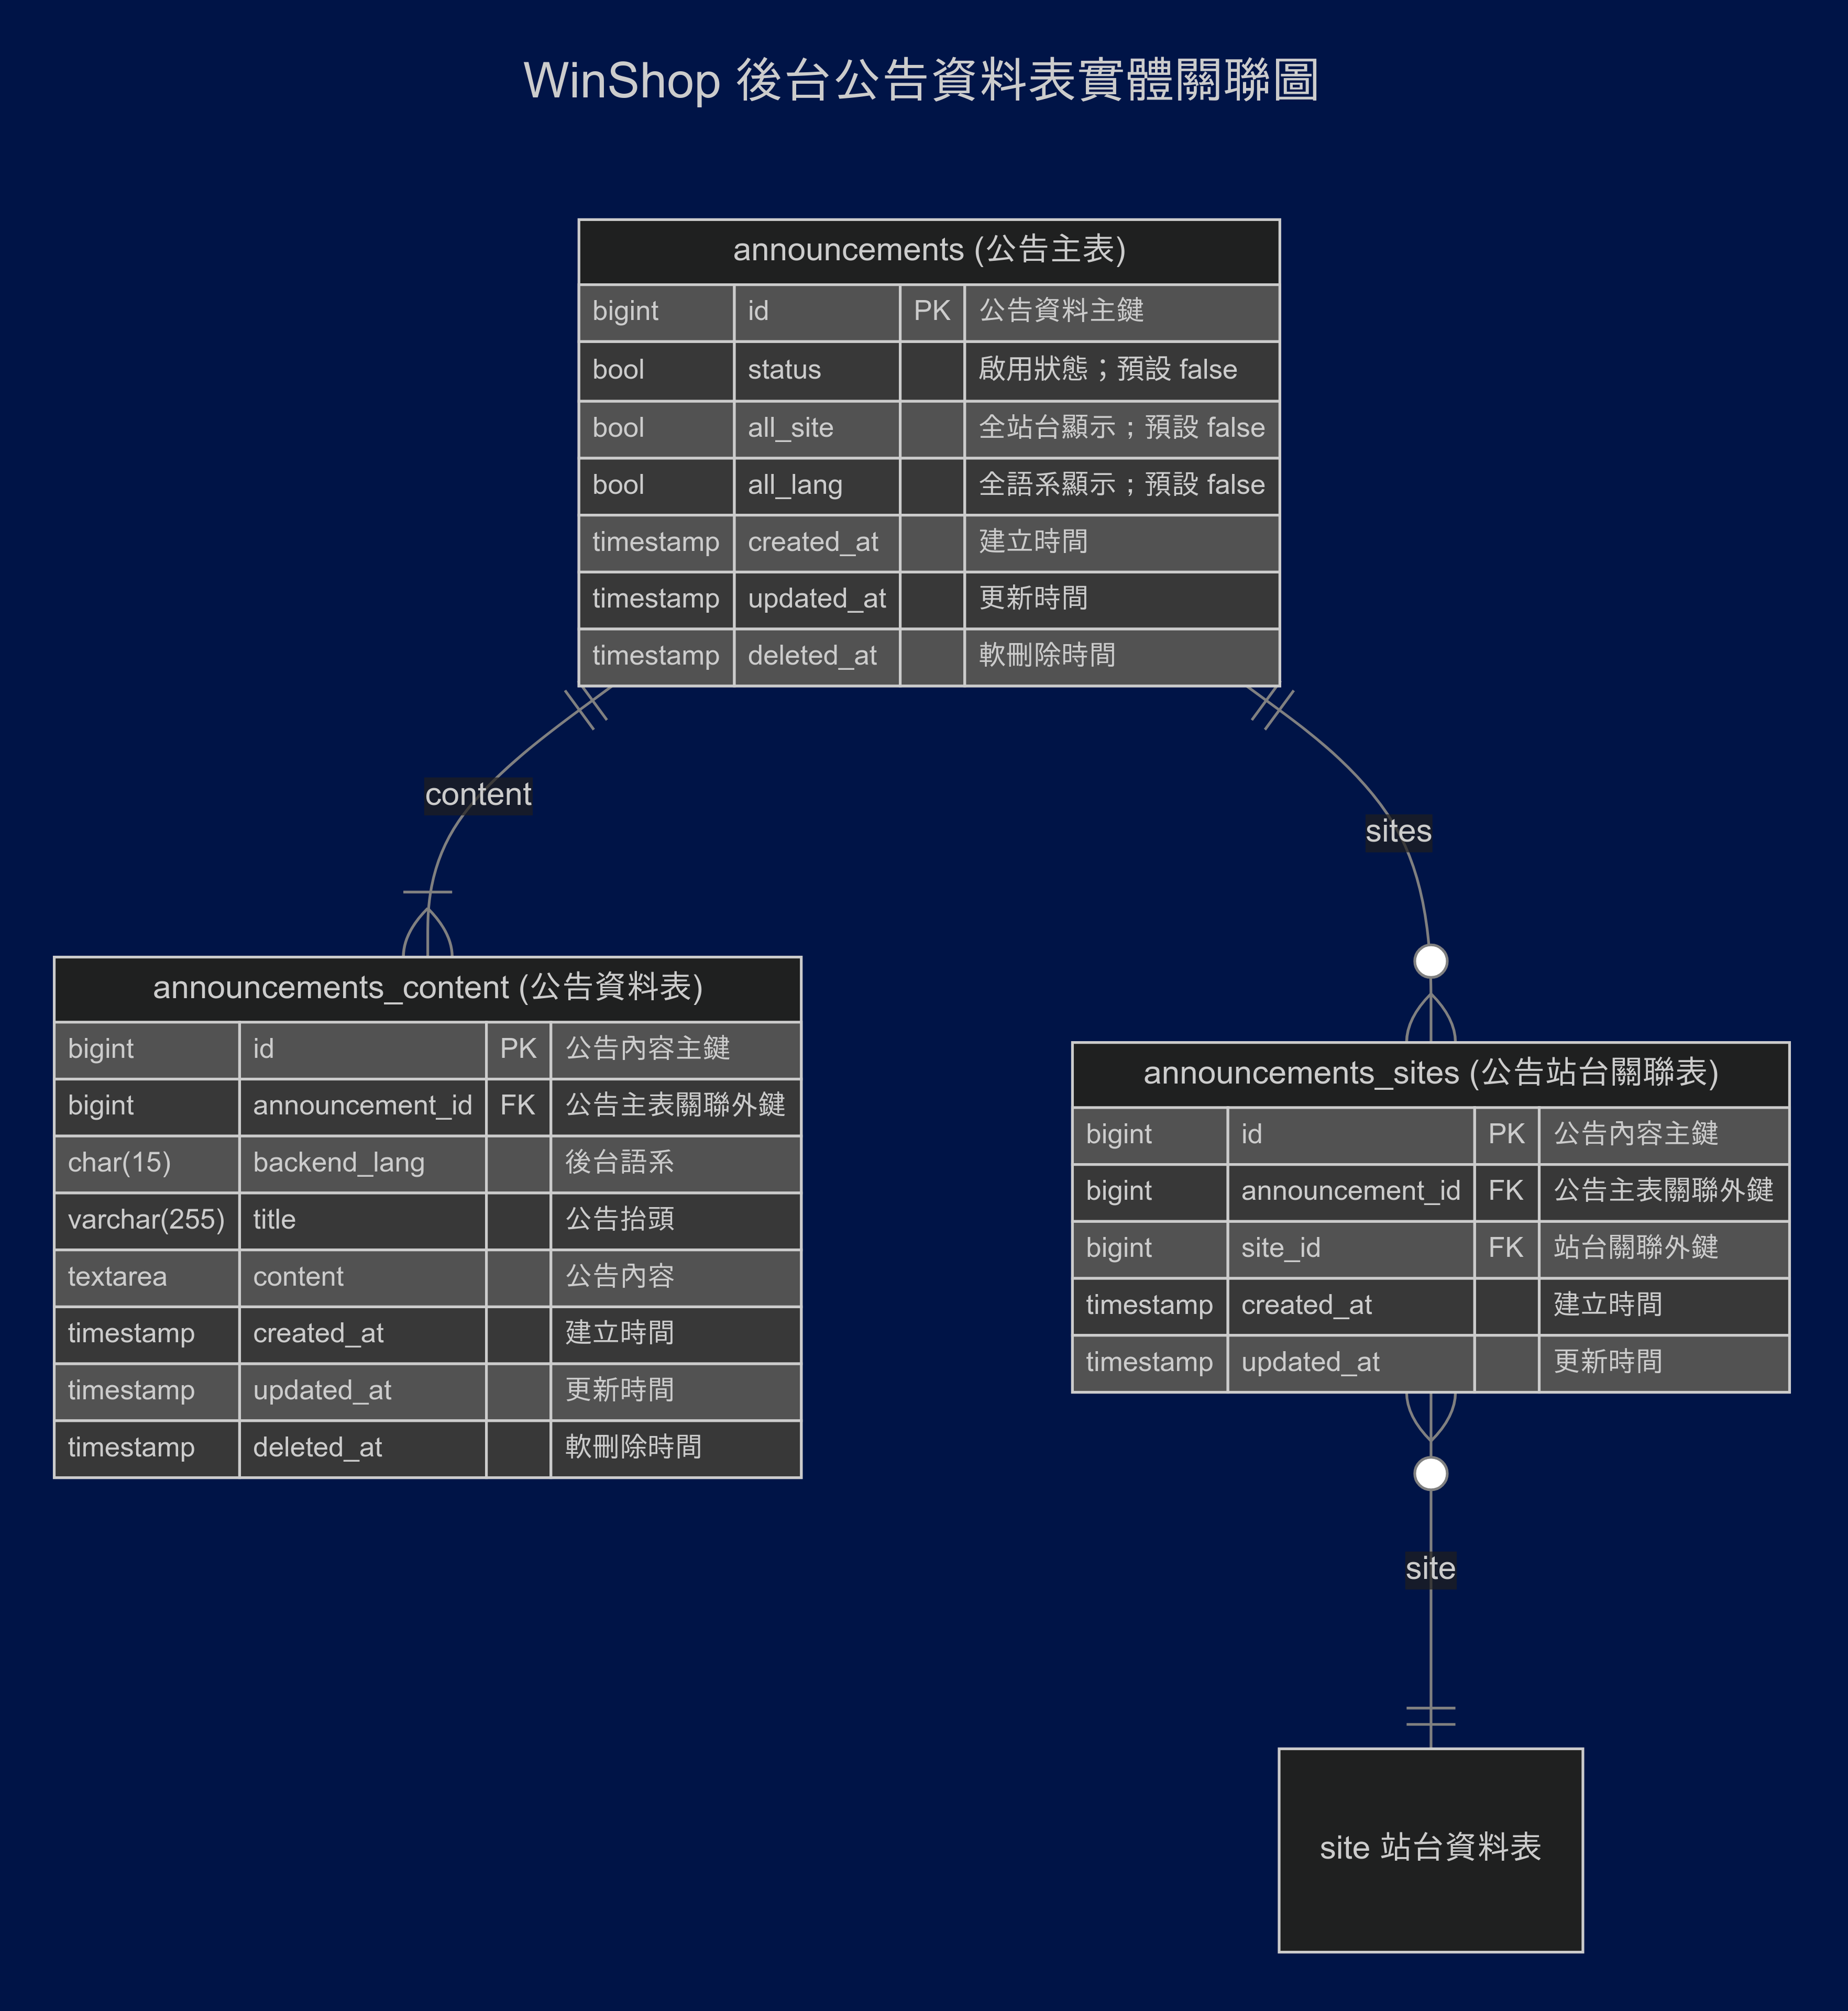 WinShop 後台公告資料表實體關聯圖
announcements (公告主表)
bigint id PK 公告資料主鍵
bool status 啟用狀態；預設 false
bool all_site 全站台顯示；預設 false
bool all_lang 全語系顯示；預設 false
timestamp created_at 建立時間
timestamp updated_at 更新時間
timestamp deleted_at 軟刪除時間
content
sites
announcements_content (公告資料表)
bigint id PK 公告內容主鍵
bigint announcement_id FK 公告主表關聯外鍵
char(15) backend_lang 後台語系
varchar(255) title 公告抬頭
textarea content 公告內容
timestamp created_at 建立時間
timestamp updated_at 更新時間
timestamp deleted_at 軟刪除時間
announcements_sites (公告站台關聯表)
bigint id PK 公告內容主鍵
bigint announcement_id FK 公告主表關聯外鍵
bigint site_id FK 站台關聯外鍵
timestamp created_at 建立時間
timestamp updated_at 更新時間
site
site 站台資料表